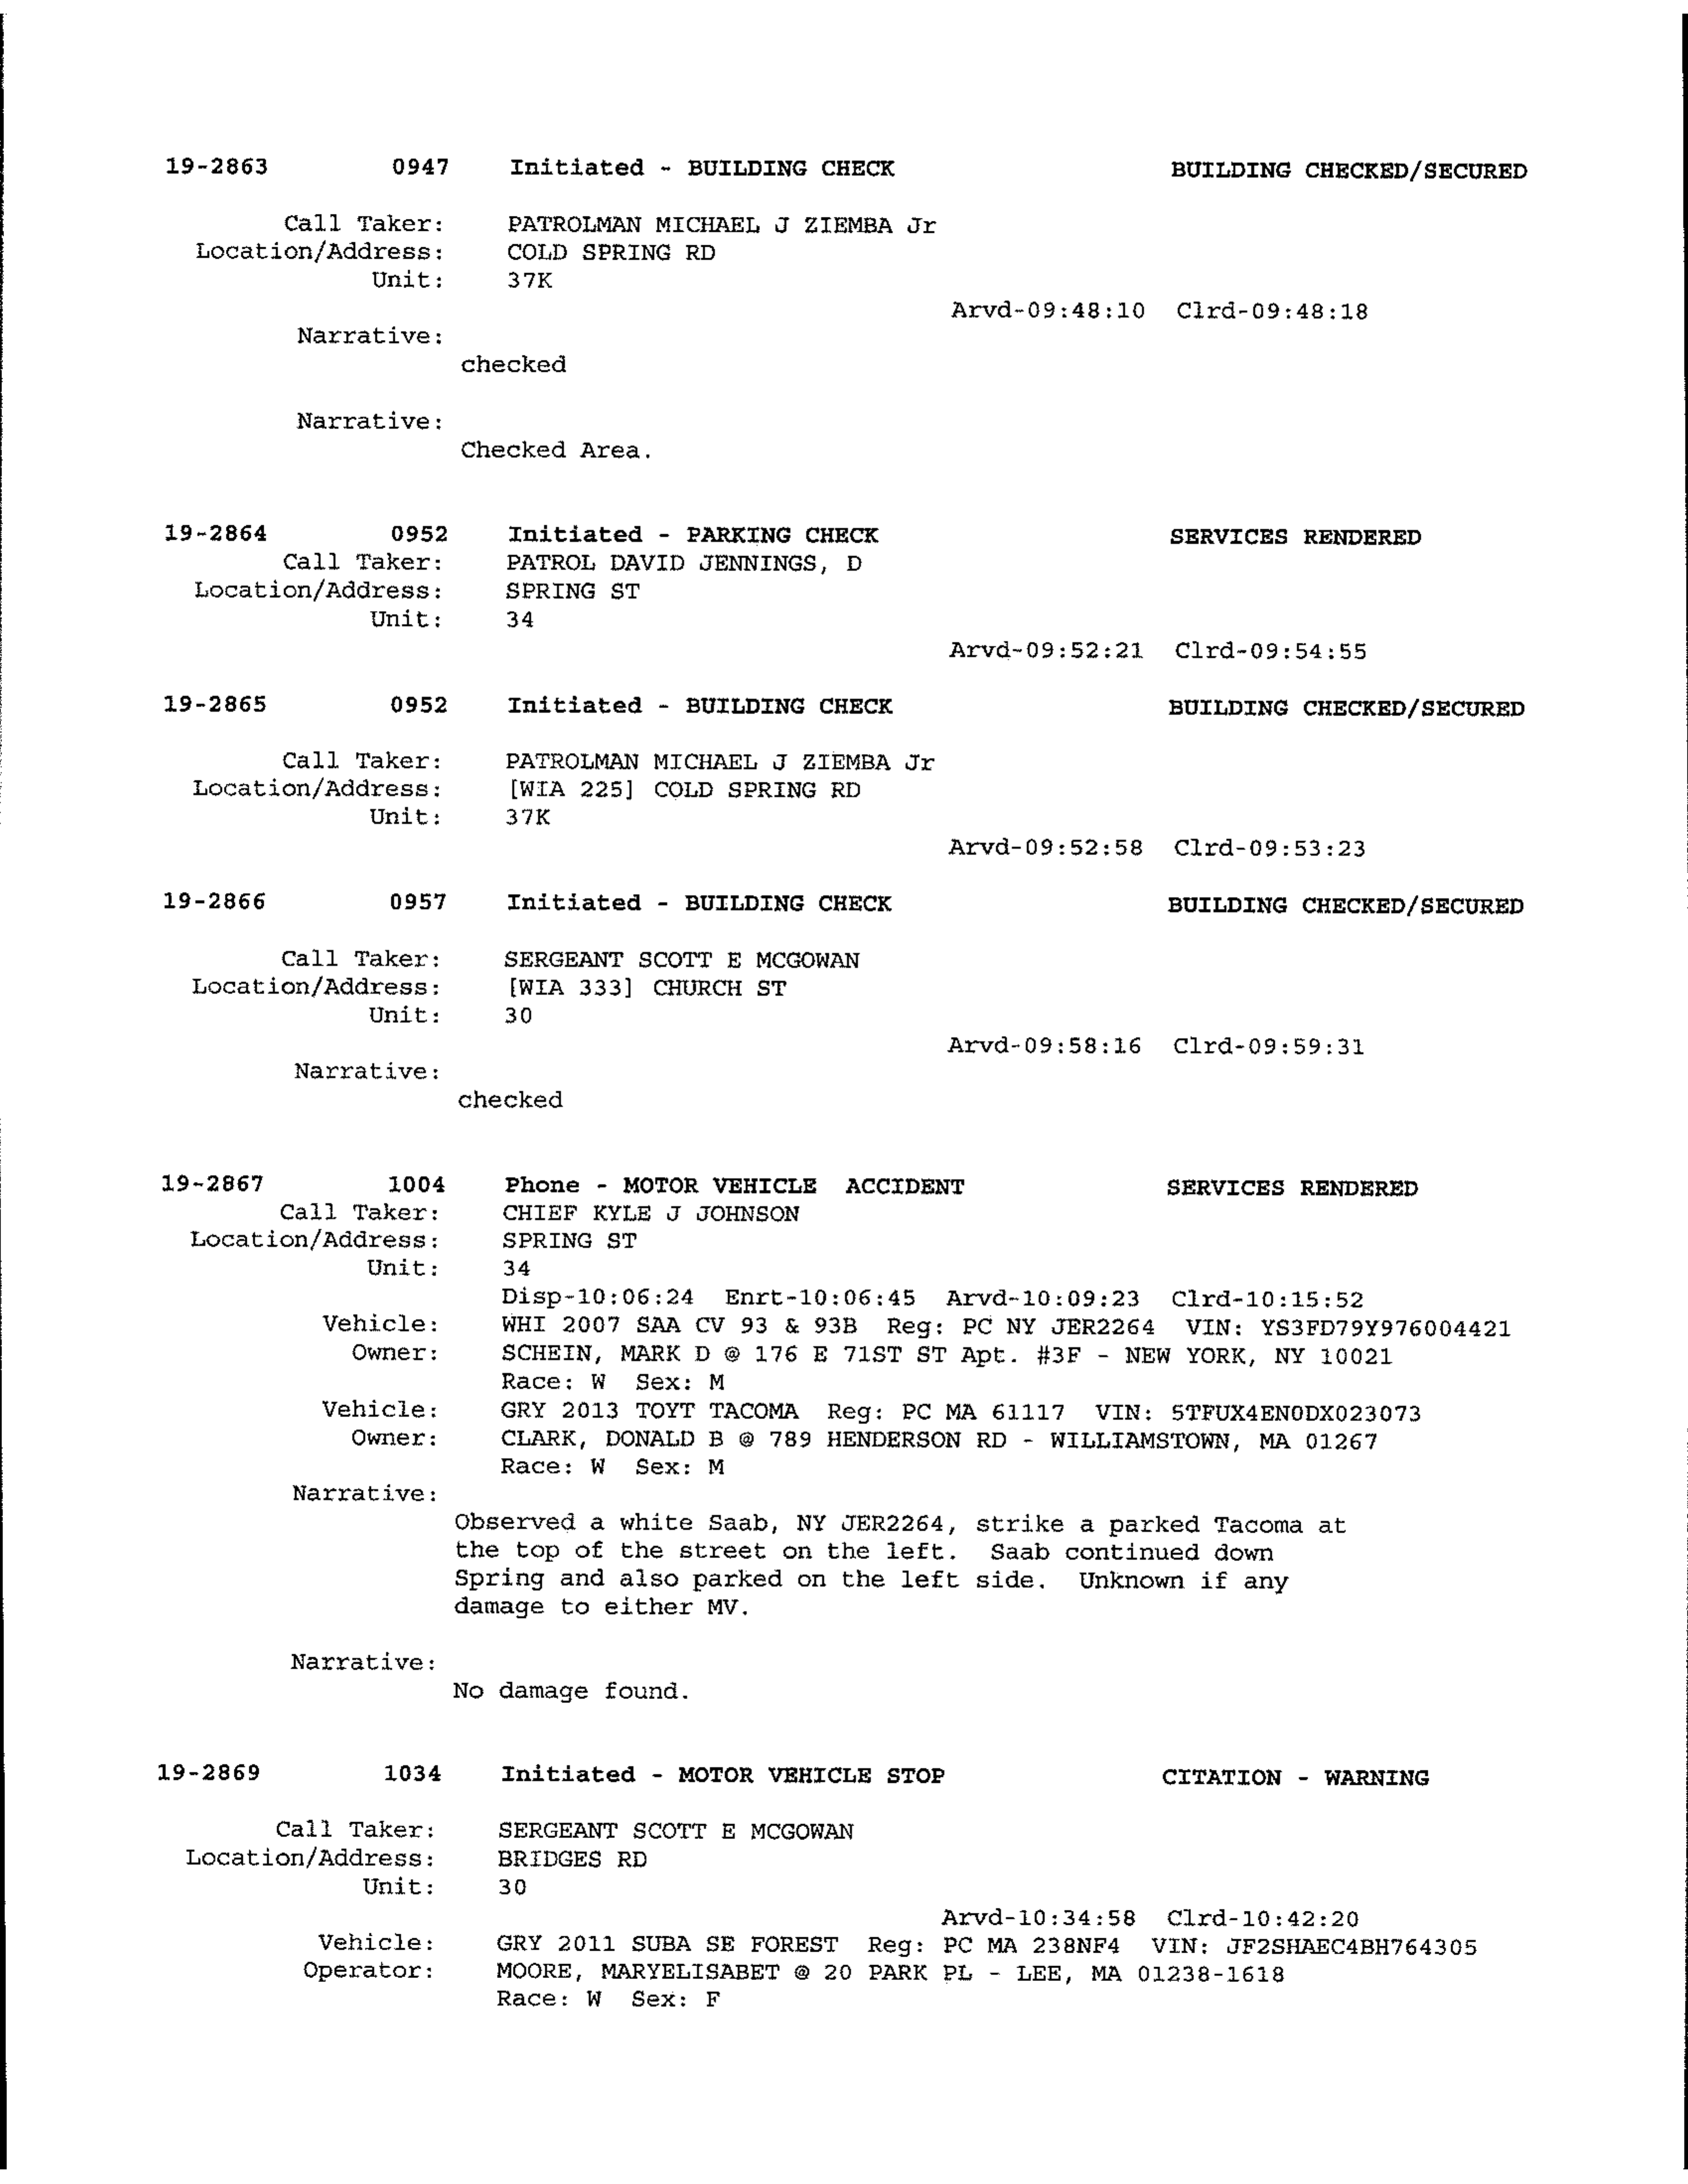 19-2863 0947 Initiated - BUILDING CHECK BUILDING CHECKED/SECURED
Call Taker: PATROLMAN MICHAEL J ZIEMBA Jr
Location/Address: COLD SPRING RD
Unit: 37K
Arvd-09:48:10 Clrd-09:48:18
Narrative:
checked
Narrative:
Checked Area.
19-2864 0952 Initiated - PARKING CHECK SERVICES RENDERED
Call Taker: PATROL DAVID JENNINGS, D
Location/Address: SPRING ST
Unit: 34
Arvd-09:52:21 Clrd-09:54:55
19-2865 0952 Initiated - BUILDING CHECK BUILDING CHECKED/SECURED
Call Taker: PATROLMAN MICHAEL J ZIEMBA Jr
Location/Address: [WIA 225] COLD SPRING RD
Unit: 37K
Arvd-09:52:58 Clrd-09:53:23
19-2866 0957 Initiated - BUILDING CHECK BUILDING CHECKED/SECURED
Call Taker: SERGEANT SCOTT E MCGOWAN
Location/Address: [WIA 333] CHURCH ST
Unit: 30
Arvd-09:58:16 Clrd-09:59:31
Narrative:
checked
19-2867 1004 Phone - MOTOR VEHICLE ACCIDENT SERVICES RENDERED
Call Taker: CHIEF KYLE J JOHNSON
Location/Address: SPRING ST
Unit: 34
Disp-10:06:24 Enrt-10:06:45 Arvd-10:09:23 Clrd-10:15:52
Vehicle: WHI 2007 SAA CV 93 & 93B Reg: PC NY JER2264 VIN: YS3FD79Y976004421
Owner: SCHEIN, MARK D @ 176 E 71ST ST Apt. #3F - NEW YORK, NY 10021
Race: W Sex: M
Vehicle: GRY 2013 TOYT TACOMA Reg: PC MA 61117 VIN: 5TFUX4EN0DX023073
Owner: CLARK, DONALD B @ 789 HENDERSON RD - WILLIAMSTOWN, MA 01267
Race: W Sex: M
Narrative:
Observed a white Saab, NY JER2264, strike a parked Tacoma at
the top of the street on the left. Saab continued down
Spring and also parked on the left side. Unknown if any
damage to either MV.
Narrative:
No damage found.
19-2869 1034 Initiated - MOTOR VEHICLE STOP CITATION - WARNING
Call Taker: SERGEANT SCOTT E MCGOWAN
Location/Address: BRIDGES RD
Unit: 30
Arvd-10:34:58 Clrd-10:42:20
Vehicle: GRY 2011 SUBA SE FOREST Reg: PC MA 238NF4 VIN: JF2SHAEC4BH764305
Operator: MOORE, MARYELISABET @ 20 PARK PL - LEE, MA 01238-1618
Race: W Sex: F